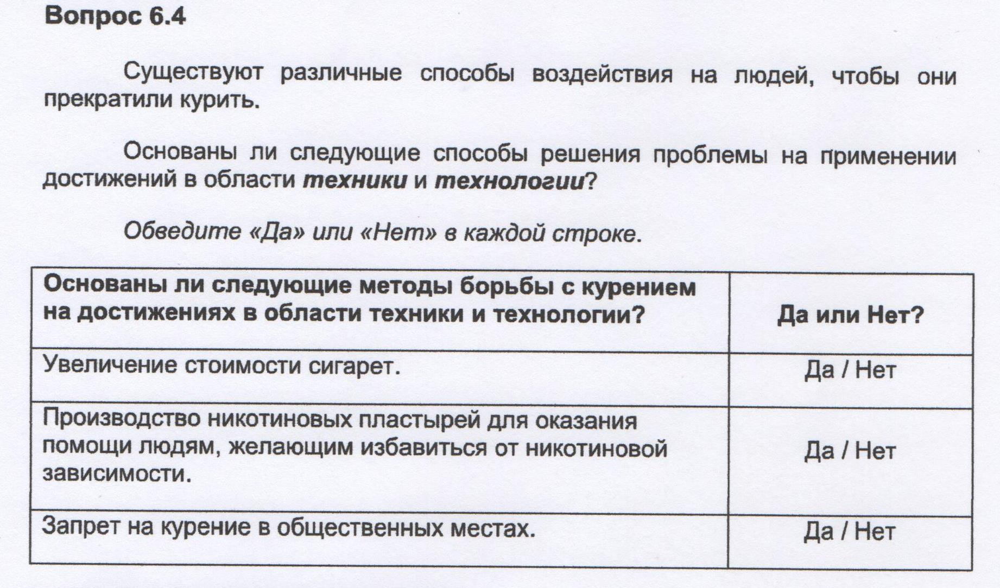 Вопрос 6.4
Существуют различные способы воздействия на людей, чтобы они
прекратили курить.
Основаны ли следующие способы решения проблемы на применении
достижений в области техники и технологии?
Обведите «Да» или «Нет» в каждой строке.
Основаны ли следующие методы борьбы с курением
на достижениях в области техники и технологии?
Да или Нет?
Увеличение стоимости сигарет.
Да / Нет
Производство никотиновых пластырей для оказания
помощи людям, желающим избавиться от никотиновой
зависимости.
Да / Нет
Запрет на курение в общественных местах.
Да / Нет